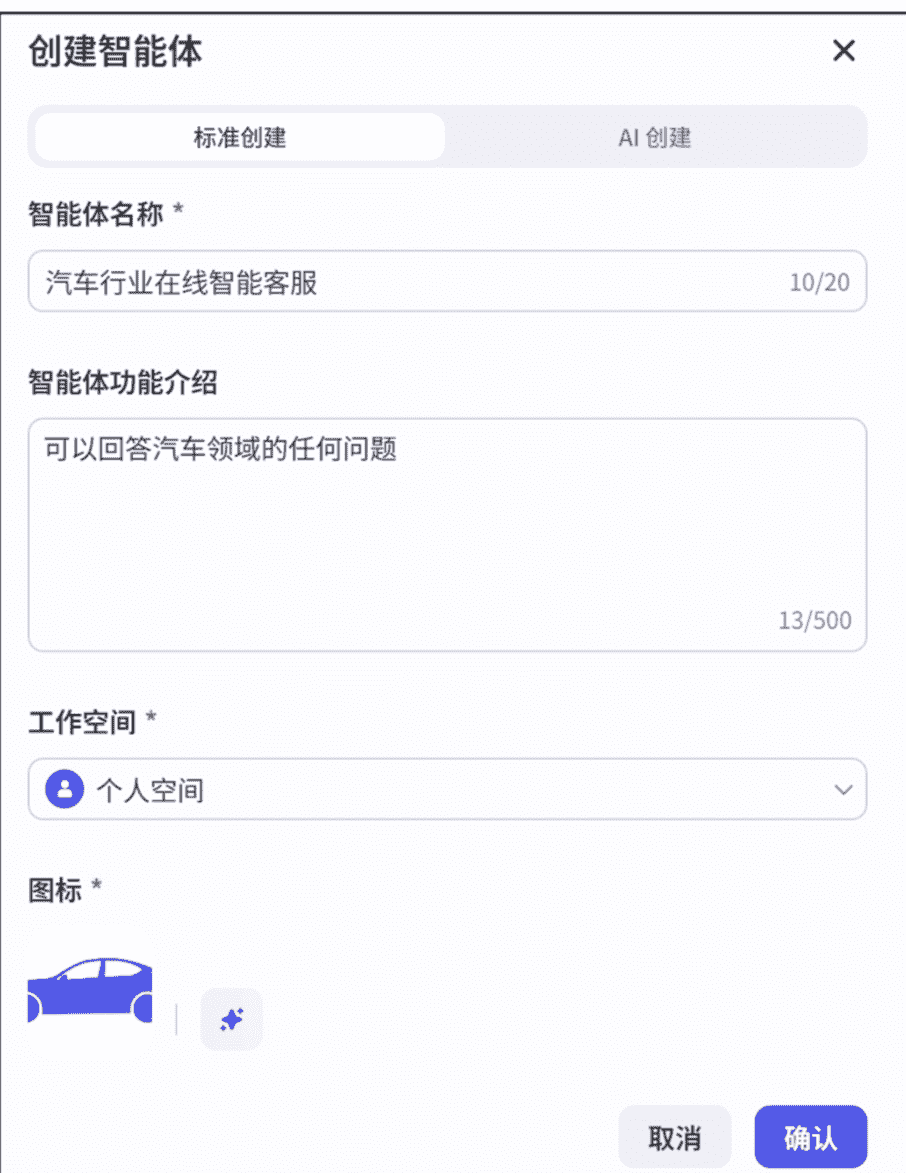 创建智能体
标准创建 AI 创建
智能体名称 *
汽车行业在线智能客服 10/20
智能体功能介绍
可以回答汽车领域的任何问题
13/500
工作空间 *
个人空间
图标 *
取消 确认